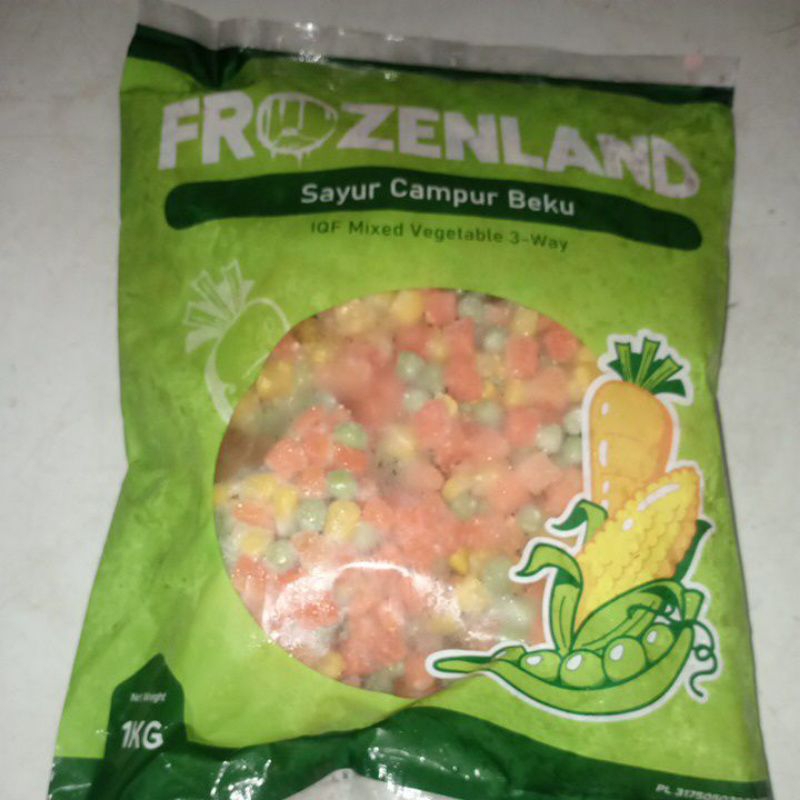 FROZENLAND
Sayur Campur Beku
IQF Mixed Vegetable 3-Way
Net Weight
1KG